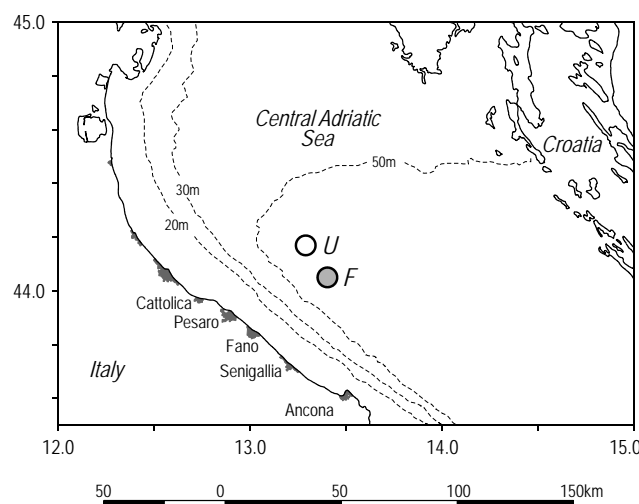 45.0
Central Adriatic
Sea
Croatia
50m
30m
20m
U
F
44.0
Cattolica
Pesaro
Fano
Senigallia
Italy
Ancona
12.0 13.0 14.0 15.0
50 0 50 100 150km